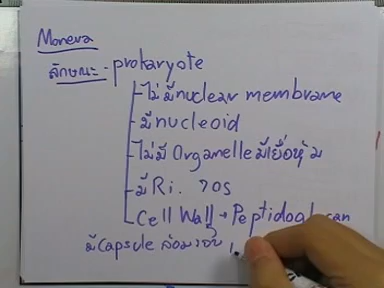 Monera
ลักษณะ - prokaryote
ไม่มี nuclear membrane
มี nucleoid
ไม่มี Organelle มีเยื่อหุ้ม
มี Ri. 70s
Cell Wall → Peptidoglycan
มี Capsule ล้อมรอบ